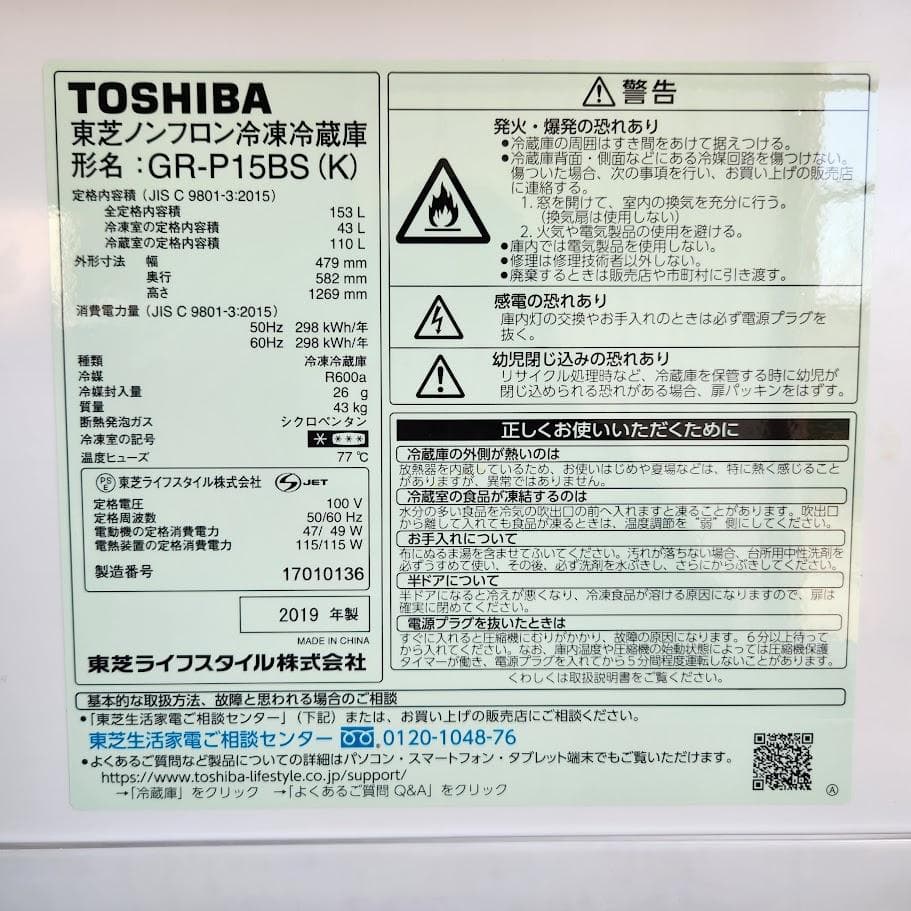 TOSHIBA
東芝ノンフロン冷凍冷蔵庫
形名：GR-P15BS (K)
定格内容積（JIS C 9801-3:2015）
全定格内容積 153 L
冷凍室の定格内容積 43 L
冷蔵室の定格内容積 110 L
外形寸法 幅 479 mm
奥行 582 mm
高さ 1269 mm
消費電力量（JIS C 9801-3:2015）
50Hz 298 kWh/年
60Hz 298 kWh/年
種類 冷凍冷蔵庫
冷媒 R600a
冷媒封入量 26 g
質量 43 kg
断熱発泡ガス シクロペンタン
冷凍室の記号
温度ヒューズ 77 ℃
PSE 東芝ライフスタイル株式会社 JET
定格電圧 100 V
定格周波数 50/60 Hz
電動機の定格消費電力 47/ 49 W
電熱装置の定格消費電力 115/115 W
製造番号 17010136
2019 年製
MADE IN CHINA
東芝ライフスタイル株式会社
警告
発火・爆発の恐れあり
●冷蔵庫の周囲はすき間をあけて据えつける。
●冷蔵庫背面・側面などにある冷媒回路を傷つけない。
傷ついた場合、次の事項を行い、お買い上げの販売店
に連絡する。
1. 窓を開けて、室内の換気を充分に行う。
（換気扇は使用しない）
2. 火気や電気製品の使用を避ける。
●庫内では電気製品を使用しない。
●修理は修理技術者以外しない。
●廃棄するときは販売店や市町村に引き渡す。
感電の恐れあり
庫内灯の交換やお手入れのときは必ず電源プラグを
抜く。
幼児閉じ込みの恐れあり
リサイクル処理時など、冷蔵庫を保管する時に幼児が
閉じ込められる恐れがある場合、扉パッキンをはずす。
正しくお使いいただくために
冷蔵庫の外側が熱いのは
放熱器を内蔵しているため、お使いはじめや夏場などは、特に熱く感じること
がありますが、異常ではありません。
冷蔵室の食品が凍結するのは
水分の多い食品を冷気の吹出口の前へ入れますと凍ることがあります。吹出口
から離して入れても食品が凍るときは、温度調節を“弱”側にしてください。
お手入れについて
布にぬるま湯を含ませてふいてください。汚れが落ちない場合、台所用中性洗剤を
必ずうすめて使い、その後、必ず洗剤を水ぶきし、さらにからぶきしてください。
半ドアについて
半ドアになると冷えが悪くなり、冷凍食品が溶ける原因になりますので、扉は
確実に閉めてください。
電源プラグを抜いたときは
すぐに入れると圧縮機にむりがかかり、故障の原因になります。６分以上待って
から入れてください。なお、庫内温度や圧縮機の始動状態によっては圧縮機保護
タイマーが働き、電源プラグを入れてから５分間程度運転しないことがあります。
くわしくは取扱説明書をご覧ください。
基本的な取扱方法、故障と思われる場合のご相談
●「東芝生活家電ご相談センター」（下記）または、お買い上げの販売店にご相談ください。
東芝生活家電ご相談センター 0120-1048-76
●よくあるご質問など製品についての詳細はパソコン・スマートフォン・タブレット端末でもご覧いただけます。
https://www.toshiba-lifestyle.co.jp/support/
→「冷蔵庫」をクリック →「よくあるご質問 Q&A」をクリック
Ⓐ